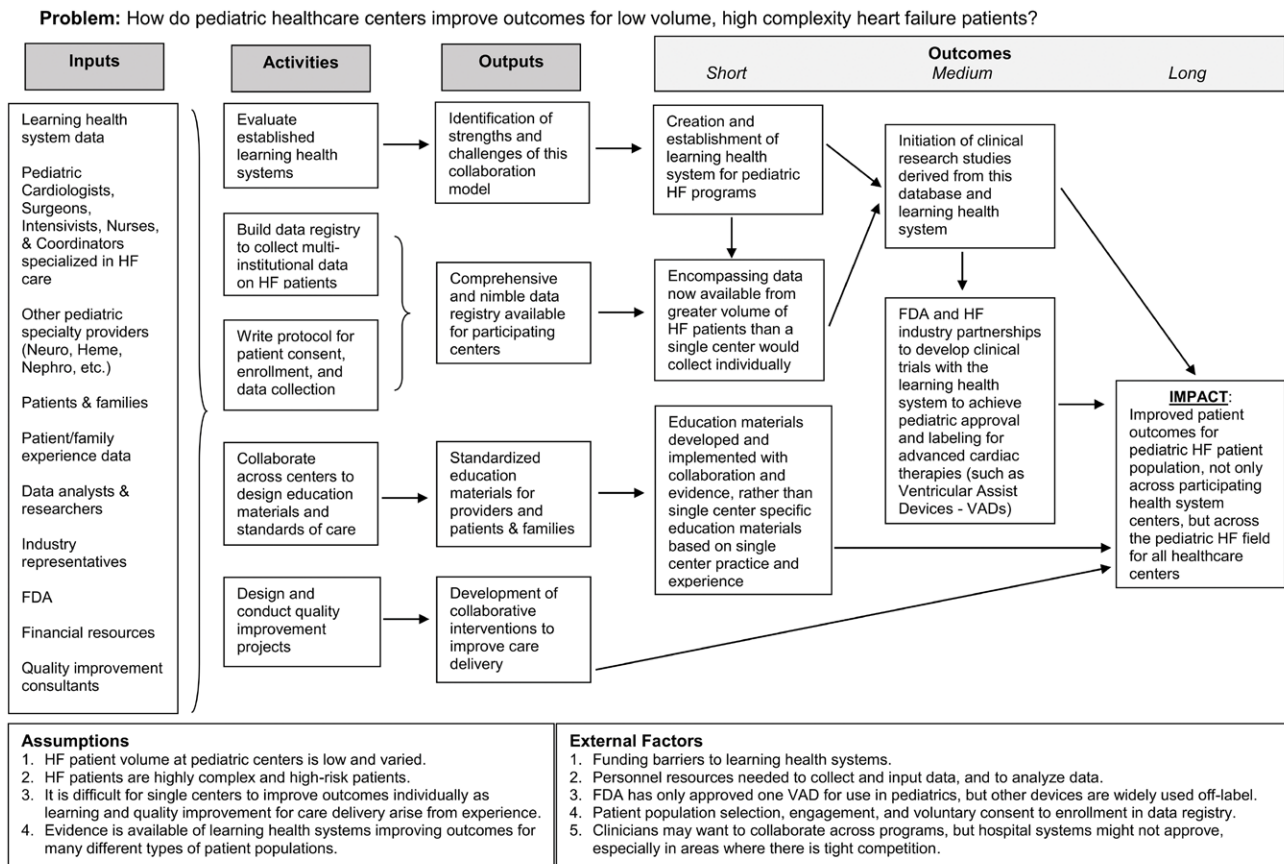 Problem: How do pediatric healthcare centers improve outcomes for low volume, high complexity heart failure patients?
Inputs
Activities
Outputs
Outcomes
Short
Medium
Long
Learning health
system data
Pediatric
Cardiologists,
Surgeons,
Intensivists, Nurses,
& Coordinators
specialized in HF
care
Other pediatric
specialty providers
(Neuro, Heme,
Nephro, etc.)
Patients & families
Patient/family
experience data
Data analysts &
researchers
Industry
representatives
FDA
Financial resources
Quality improvement
consultants
Evaluate
established
learning health
systems
Build data registry
to collect multi-
institutional data
on HF patients
Write protocol for
patient consent,
enrollment, and
data collection
Collaborate
across centers to
design education
materials and
standards of care
Design and
conduct quality
improvement
projects
Identification of
strengths and
challenges of this
collaboration
model
Comprehensive
and nimble data
registry available
for participating
centers
Standardized
education
materials for
providers and
patients & families
Development of
collaborative
interventions to
improve care
delivery
Creation and
establishment of
learning health
system for pediatric
HF programs
Encompassing data
now available from
greater volume of
HF patients than a
single center would
collect individually
Education materials
developed and
implemented with
collaboration and
evidence, rather than
single center specific
education materials
based on single
center practice and
experience
Initiation of clinical
research studies
derived from this
database and
learning health
system
FDA and HF
industry partnerships
to develop clinical
trials with the
learning health
system to achieve
pediatric approval
and labeling for
advanced cardiac
therapies (such as
Ventricular Assist
Devices - VADs)
IMPACT:
Improved patient
outcomes for
pediatric HF patient
population, not only
across participating
health system
centers, but across
the pediatric HF field
for all healthcare
centers
Assumptions
1. HF patient volume at pediatric centers is low and varied.
2. HF patients are highly complex and high-risk patients.
3. It is difficult for single centers to improve outcomes individually as
learning and quality improvement for care delivery arise from experience.
4. Evidence is available of learning health systems improving outcomes for
many different types of patient populations.
External Factors
1. Funding barriers to learning health systems.
2. Personnel resources needed to collect and input data, and to analyze data.
3. FDA has only approved one VAD for use in pediatrics, but other devices are widely used off-label.
4. Patient population selection, engagement, and voluntary consent to enrollment in data registry.
5. Clinicians may want to collaborate across programs, but hospital systems might not approve,
especially in areas where there is tight competition.